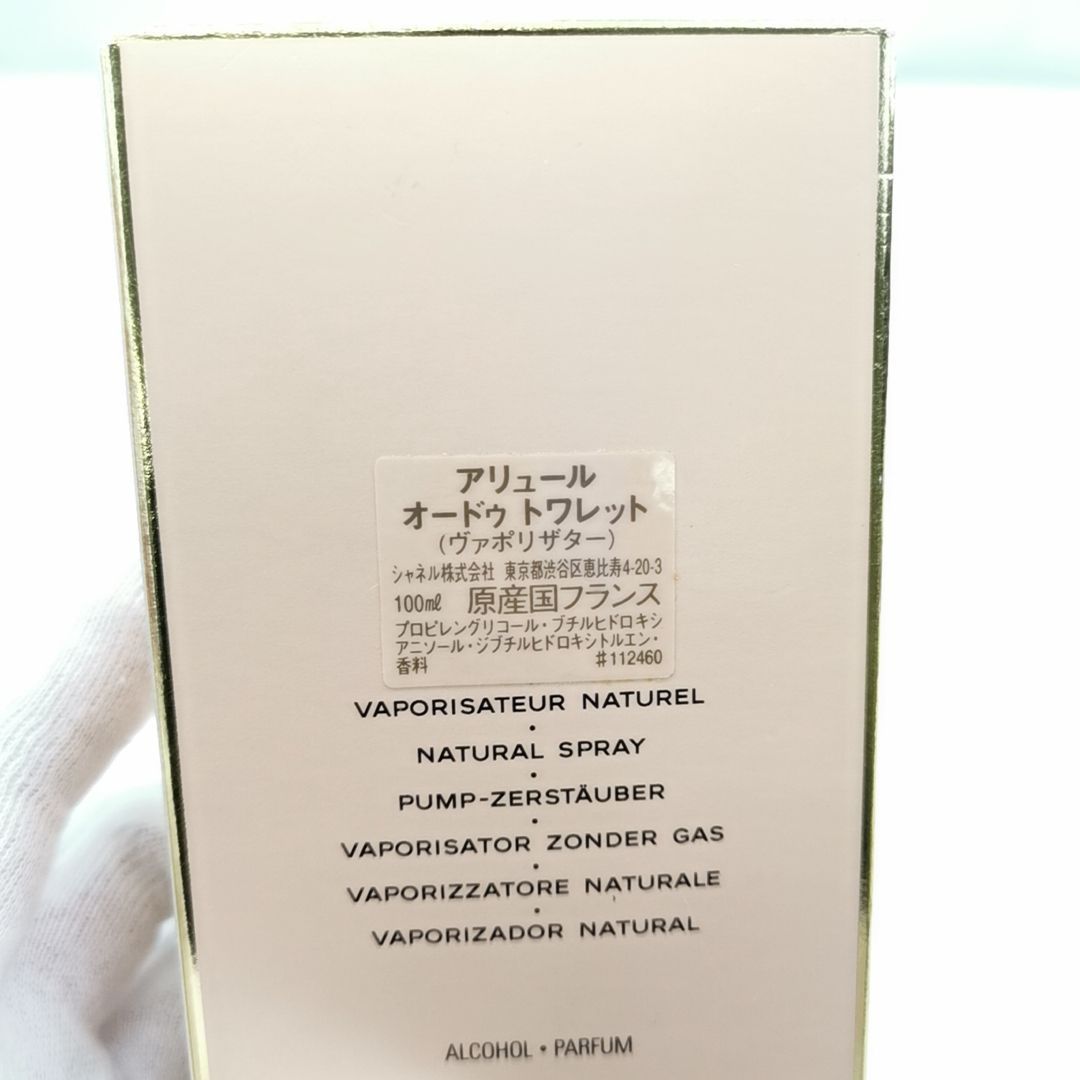 アリュール
オードゥ トワレット
(ヴァポリザター)
シャネル株式会社 東京都渋谷区恵比寿4-20-3
100㎖ 原産国フランス
プロピレングリコール・ブチルヒドロキシ
アニソール・ジブチルヒドロキシトルエン・
香料 #112460
VAPORISATEUR NATUREL
•
NATURAL SPRAY
•
PUMP-ZERSTÄUBER
•
VAPORISATOR ZONDER GAS
•
VAPORIZZATORE NATURALE
•
VAPORIZADOR NATURAL
ALCOHOL • PARFUM